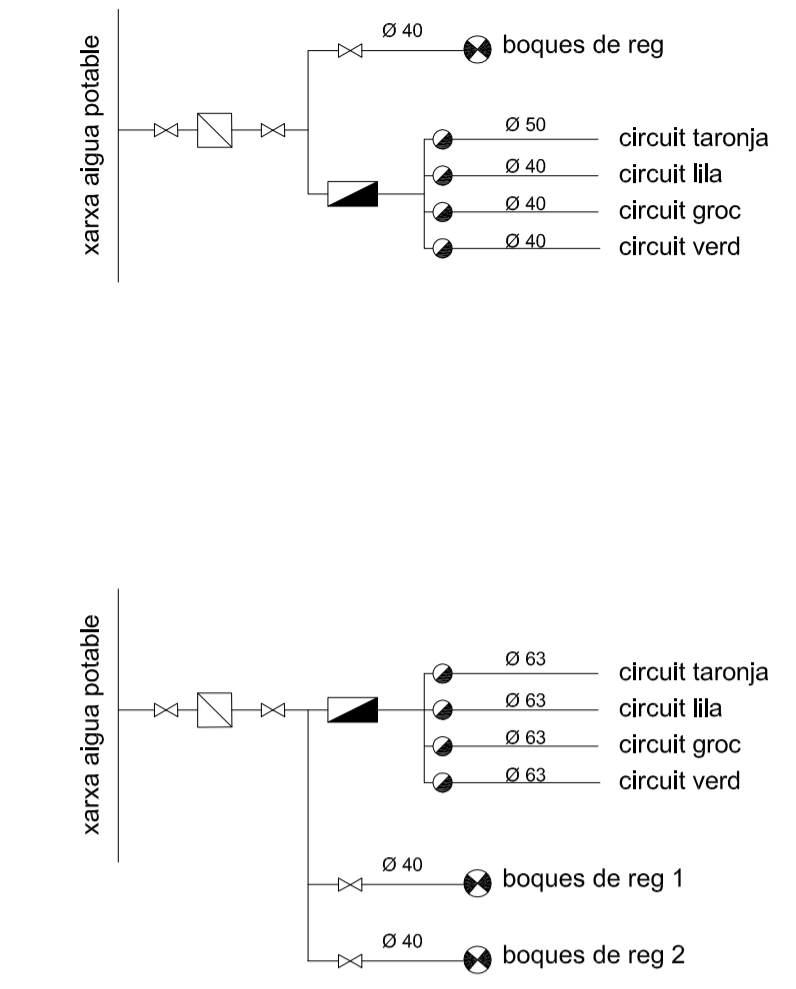 xarxa aigua potable
Ø 40
boques de reg
Ø 50
circuit taronja
Ø 40
circuit lila
Ø 40
circuit groc
Ø 40
circuit verd
xarxa aigua potable
Ø 63
circuit taronja
Ø 63
circuit lila
Ø 63
circuit groc
Ø 63
circuit verd
Ø 40
boques de reg 1
Ø 40
boques de reg 2